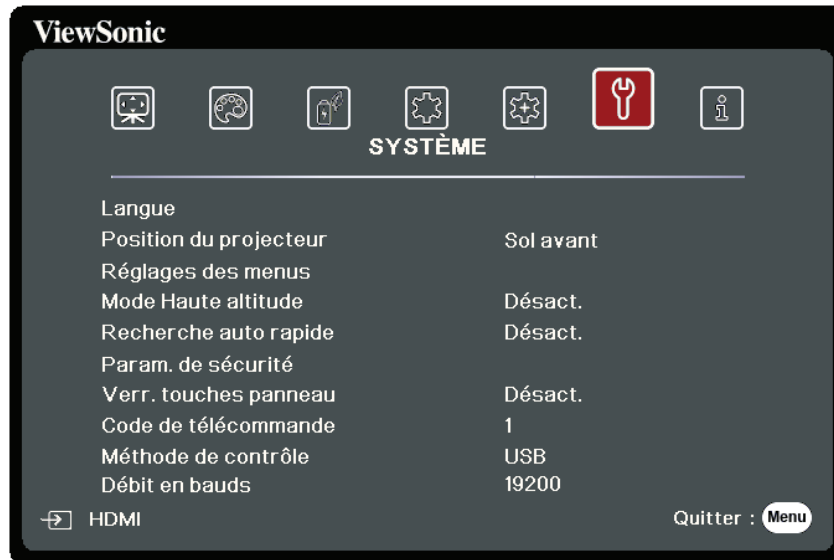 ViewSonic
SYSTÈME
Langue
Position du projecteur Sol avant
Réglages des menus
Mode Haute altitude Désact.
Recherche auto rapide Désact.
Param. de sécurité
Verr. touches panneau Désact.
Code de télécommande 1
Méthode de contrôle USB
Débit en bauds 19200
HDMI Quitter : Menu